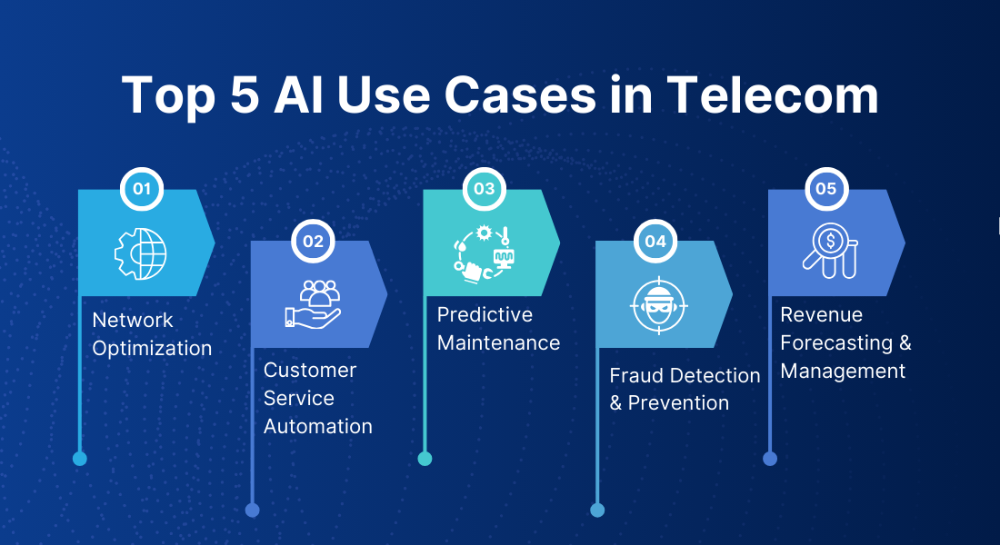 Top 5 AI Use Cases in Telecom
01
Network
Optimization
02
Customer
Service
Automation
03
Predictive
Maintenance
04
Fraud Detection
& Prevention
05
$
Revenue
Forecasting &
Management